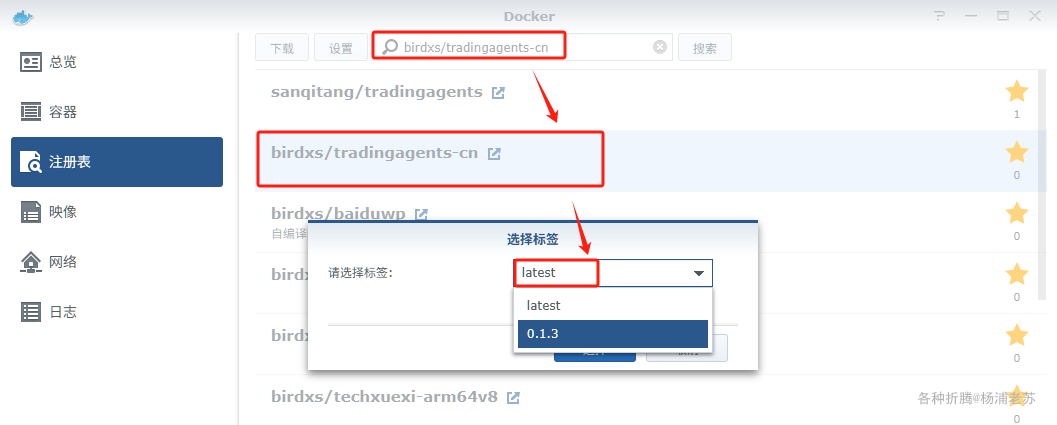 Docker
下载 设置 birdxs/tradingagents-cn 搜索
总览
容器
注册表
映像
网络
日志
sanqitang/tradingagents
1
birdxs/tradingagents-cn
0
birdxs/baiduwp
自编译
0
选择标签
请选择标签:
latest
latest
0.1.3
birdxs
0
birdxs
0
birdxs/techxuexi-arm64v8
0
各种折腾@杨浦老苏